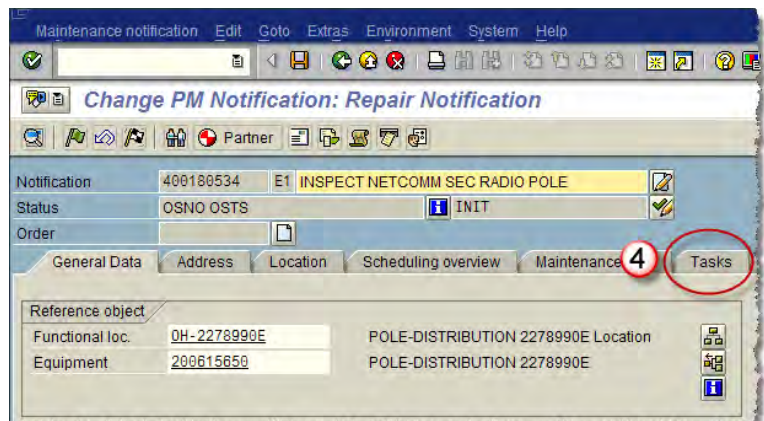 Maintenance notification Edit Goto Extras Environment System Help
Change PM Notification: Repair Notification
Partner
Notification 400180534 E1 INSPECT NETCOMM SEC RADIO POLE
Status OSNO OSTS INIT
Order
General Data Address Location Scheduling overview Maintenance 4 Tasks
Reference object
Functional loc. OH-2278990E POLE-DISTRIBUTION 2278990E Location
Equipment 200615650 POLE-DISTRIBUTION 2278990E